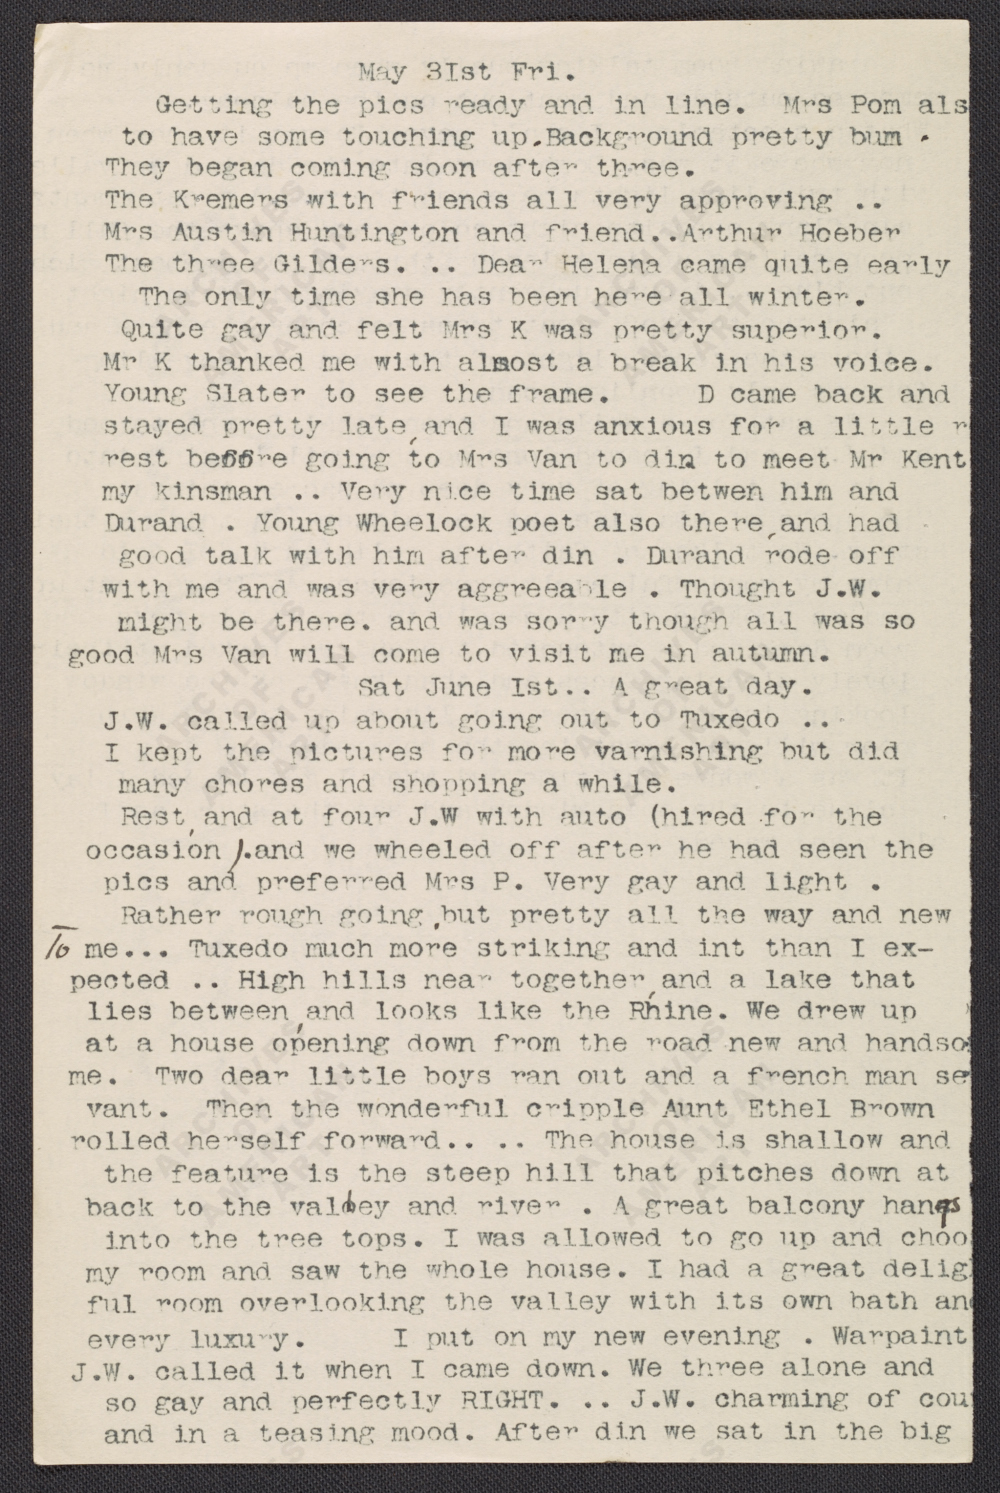 May 3Ist Fri.
Getting the pics ready and in line. Mrs Pom als
to have some touching up.Background pretty bum .
They began coming soon after three.
The Kremers with friends all very approving ..
Mrs Austin Huntington and friend..Arthur Hoeber
The three Gilders. .. Dear Helena came quite early
The only time she has been here all winter.
Quite gay and felt Mrs K was pretty superior.
Mr K thanked me with almost a break in his voice.
Young Slater to see the frame. D came back and
stayed pretty late,and I was anxious for a little r
rest before going to Mrs Van to din to meet Mr Kent
my kinsman .. Very nice time sat betwen him and
Durand . Young Wheelock poet also there,and had
good talk with him after din . Durand rode off
with me and was very aggreeable . Thought J.W.
might be there. and was sorry though all was so
good Mrs Van will come to visit me in autumn.
Sat June Ist.. A great day.
J.W. called up about going out to Tuxedo ..
I kept the pictures for more varnishing but did
many chores and shopping a while.
Rest,and at four J.W with auto (hired for the
occasion ).and we wheeled off after he had seen the
pics and preferred Mrs P. Very gay and light .
Rather rough going,but pretty all the way and new
To me... Tuxedo much more striking and int than I ex-
pected .. High hills near together,and a lake that
lies between,and looks like the Rhine. We drew up
at a house opening down from the road new and handso
me. Two dear little boys ran out and a french man ser
vant. Then the wonderful cripple Aunt Ethel Brown
rolled herself forward.. .. The house is shallow and
the feature is the steep hill that pitches down at
back to the valley and river . A great balcony hangs
into the tree tops. I was allowed to go up and choo
my room and saw the whole house. I had a great delig
ful room overlooking the valley with its own bath and
every luxury. I put on my new evening . Warpaint
J.W. called it when I came down. We three alone and
so gay and perfectly RIGHT. .. J.W. charming of cou
and in a teasing mood. After din we sat in the big